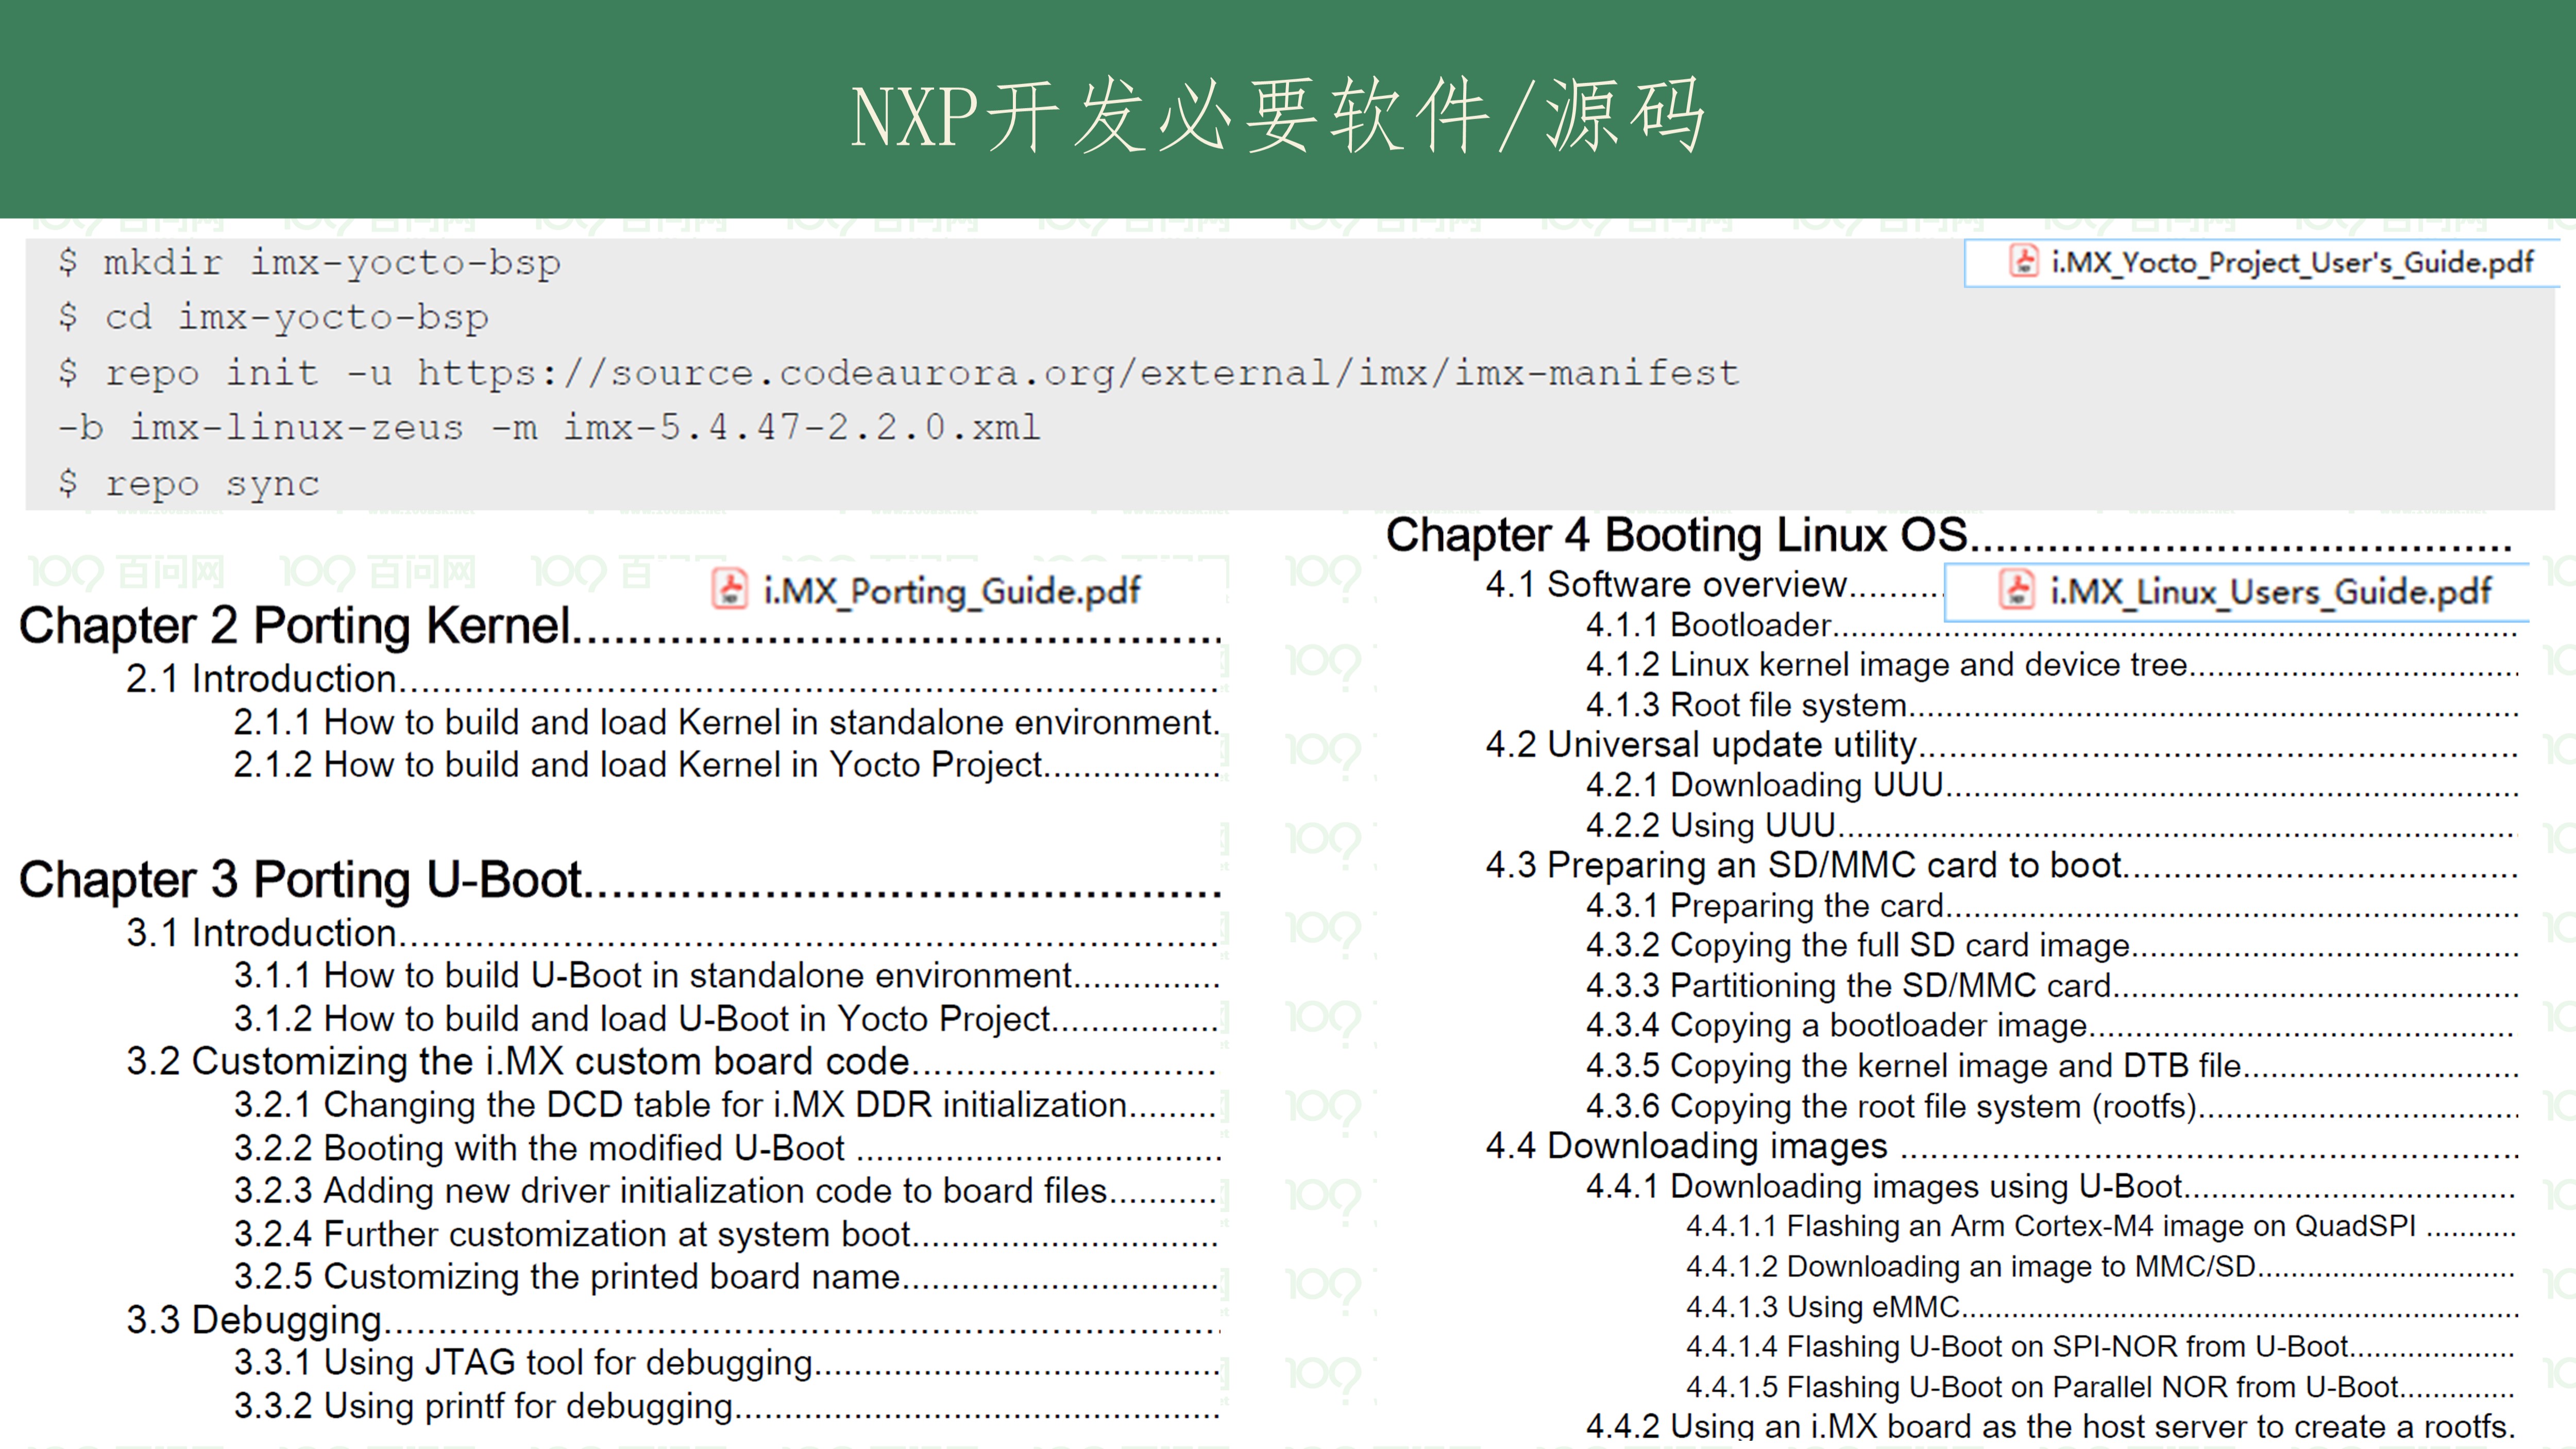 NXP开发必要软件/源码
$ mkdir imx-yocto-bsp
i.MX_Yocto_Project_User's_Guide.pdf
$ cd imx-yocto-bsp
$ repo init -u https://source.codeaurora.org/external/imx/imx-manifest
-b imx-linux-zeus -m imx-5.4.47-2.2.0.xml
$ repo sync
i.MX_Porting_Guide.pdf
Chapter 2 Porting Kernel
2.1 Introduction
2.1.1 How to build and load Kernel in standalone environment.
2.1.2 How to build and load Kernel in Yocto Project
Chapter 3 Porting U-Boot
3.1 Introduction
3.1.1 How to build U-Boot in standalone environment
3.1.2 How to build and load U-Boot in Yocto Project
3.2 Customizing the i.MX custom board code
3.2.1 Changing the DCD table for i.MX DDR initialization
3.2.2 Booting with the modified U-Boot
3.2.3 Adding new driver initialization code to board files
3.2.4 Further customization at system boot
3.2.5 Customizing the printed board name
3.3 Debugging
3.3.1 Using JTAG tool for debugging
3.3.2 Using printf for debugging
Chapter 4 Booting Linux OS
4.1 Software overview
i.MX_Linux_Users_Guide.pdf
4.1.1 Bootloader
4.1.2 Linux kernel image and device tree
4.1.3 Root file system
4.2 Universal update utility
4.2.1 Downloading UUU
4.2.2 Using UUU
4.3 Preparing an SD/MMC card to boot
4.3.1 Preparing the card
4.3.2 Copying the full SD card image
4.3.3 Partitioning the SD/MMC card
4.3.4 Copying a bootloader image
4.3.5 Copying the kernel image and DTB file
4.3.6 Copying the root file system (rootfs)
4.4 Downloading images
4.4.1 Downloading images using U-Boot
4.4.1.1 Flashing an Arm Cortex-M4 image on QuadSPI
4.4.1.2 Downloading an image to MMC/SD
4.4.1.3 Using eMMC
4.4.1.4 Flashing U-Boot on SPI-NOR from U-Boot
4.4.1.5 Flashing U-Boot on Parallel NOR from U-Boot
4.4.2 Using an i.MX board as the host server to create a rootfs.